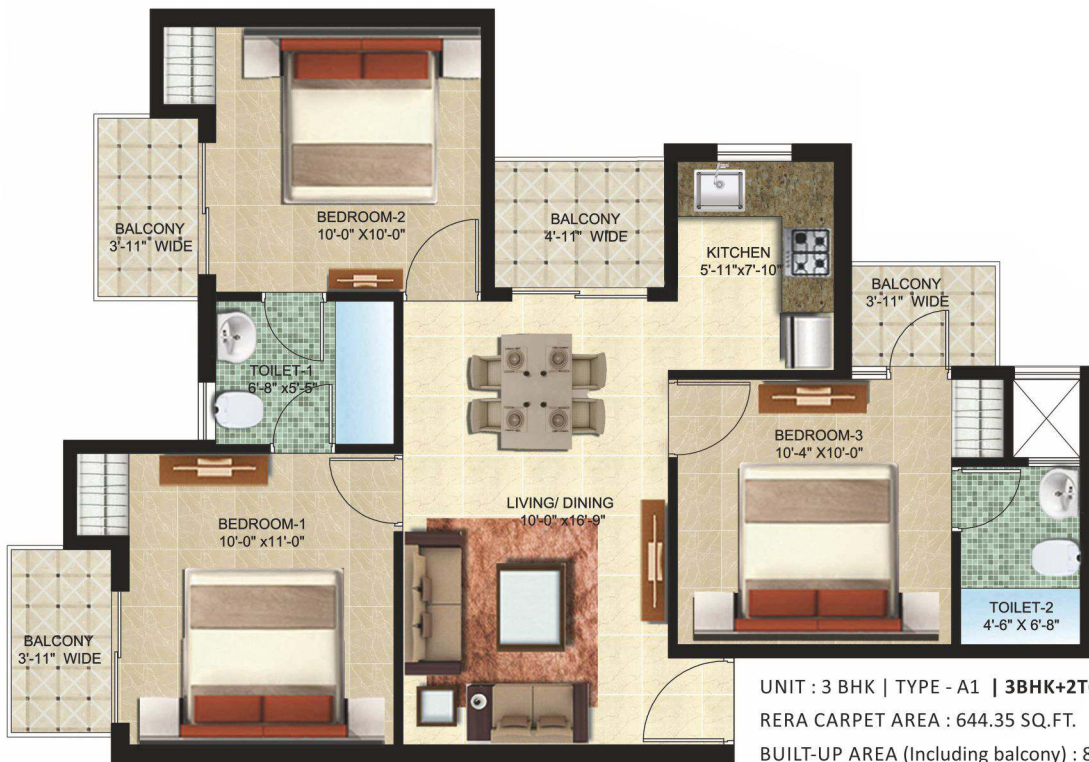 BEDROOM-2
10'-0" X10'-0"
BALCONY
3'-11" WIDE
BALCONY
4'-11" WIDE
KITCHEN
5'-11"x7'-10"
BALCONY
3'-11" WIDE
TOILET-1
6'-8" x5'-5"
BEDROOM-3
10'-4" X10'-0"
LIVING/ DINING
10'-0" x16'-9"
BEDROOM-1
10'-0" x11'-0"
TOILET-2
4'-6" X 6'-8"
BALCONY
3'-11" WIDE
UNIT : 3 BHK | TYPE - A1 | 3BHK+2T
RERA CARPET AREA : 644.35 SQ.FT.
BUILT-UP AREA (Including balcony) : 8